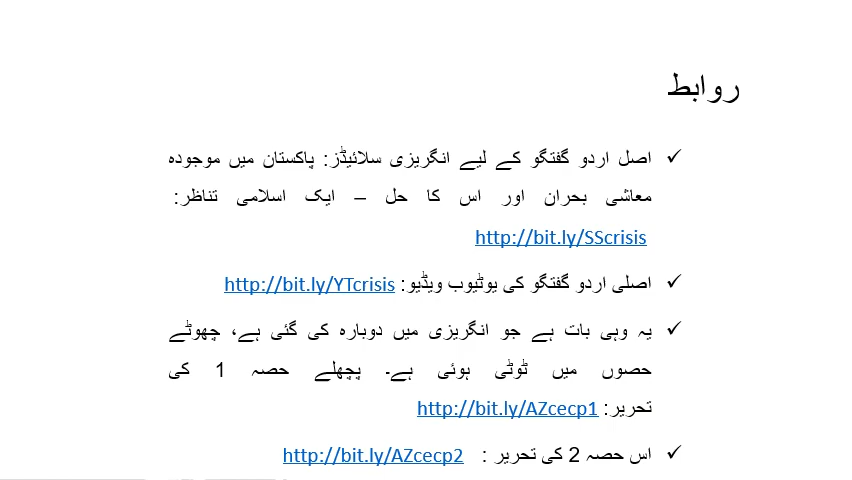 روابط
✓ اصل اردو گفتگو کے لیے انگریزی سلائیڈز: پاکستان میں موجودہ
معاشی بحران اور اس کا حل – ایک اسلامی تناظر:
http://bit.ly/SScrisis
✓ اصلی اردو گفتگو کی یوٹیوب ویڈیو: http://bit.ly/YTcrisis
✓ یہ وہی بات ہے جو انگریزی میں دوبارہ کی گئی ہے، چھوٹے
حصوں میں ٹوٹی ہوئی ہے۔ پچھلے حصہ 1 کی
تحریر: http://bit.ly/AZcecp1
✓ اس حصہ 2 کی تحریر : http://bit.ly/AZcecp2